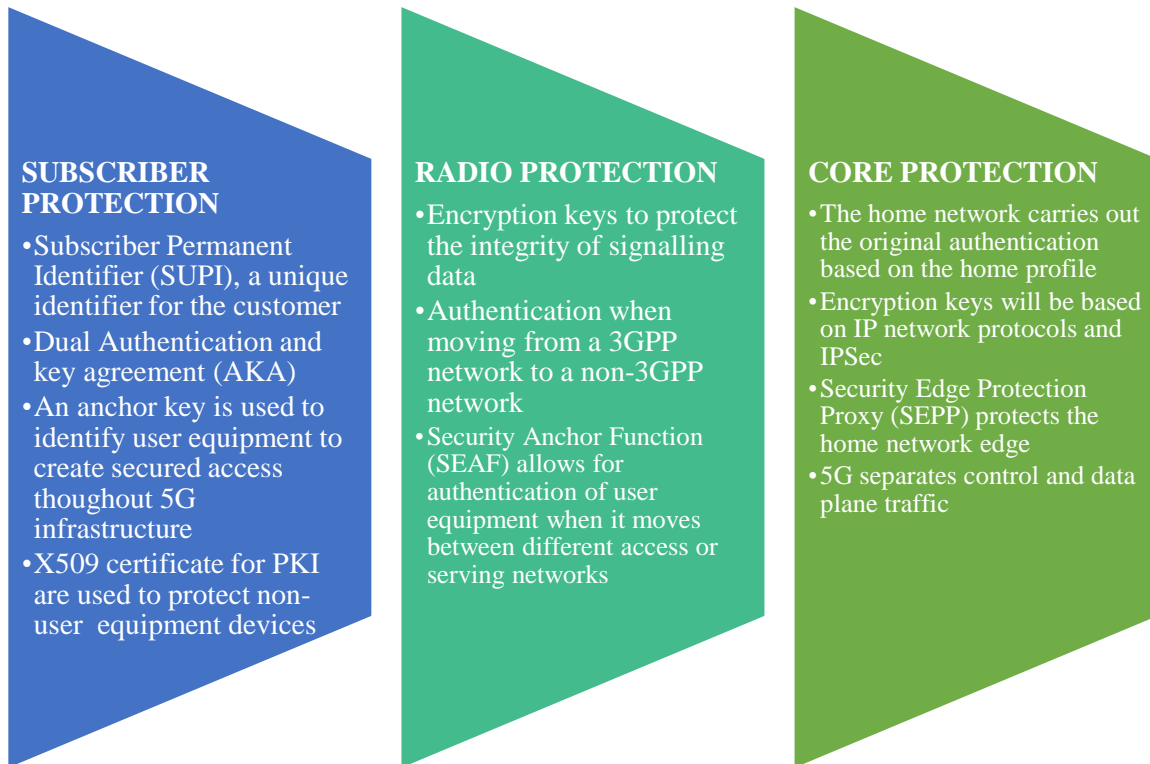 SUBSCRIBER
PROTECTION
•Subscriber Permanent
Identifier (SUPI), a unique
identifier for the customer
•Dual Authentication and
key agreement (AKA)
•An anchor key is used to
identify user equipment to
create secured access
thoughout 5G
infrastructure
•X509 certificate for PKI
are used to protect non-
user equipment devices
RADIO PROTECTION
•Encryption keys to protect
the integrity of signalling
data
•Authentication when
moving from a 3GPP
network to a non-3GPP
network
•Security Anchor Function
(SEAF) allows for
authentication of user
equipment when it moves
between different access or
serving networks
CORE PROTECTION
•The home network carries out
the original authentication
based on the home profile
•Encryption keys will be based
on IP network protocols and
IPSec
•Security Edge Protection
Proxy (SEPP) protects the
home network edge
•5G separates control and data
plane traffic